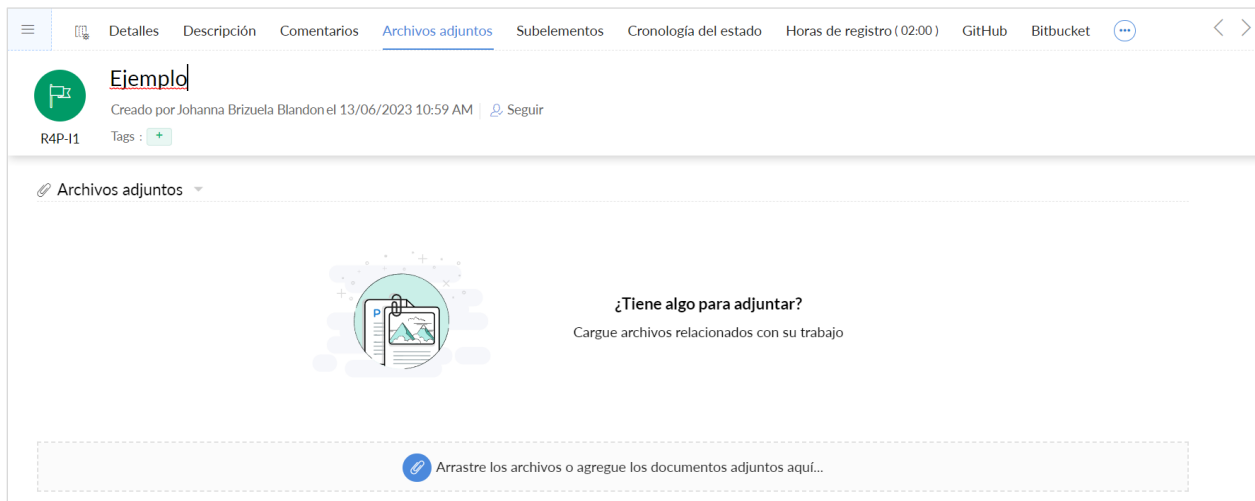 Detalles Descripción Comentarios Archivos adjuntos Subelementos Cronología del estado Horas de registro ( 02:00 ) GitHub Bitbucket
Ejemplo
Creado por Johanna Brizuela Blandon el 13/06/2023 10:59 AM Seguir
R4P-I1 Tags : +
Archivos adjuntos
P
¿Tiene algo para adjuntar?
Cargue archivos relacionados con su trabajo
Arrastre los archivos o agregue los documentos adjuntos aquí...